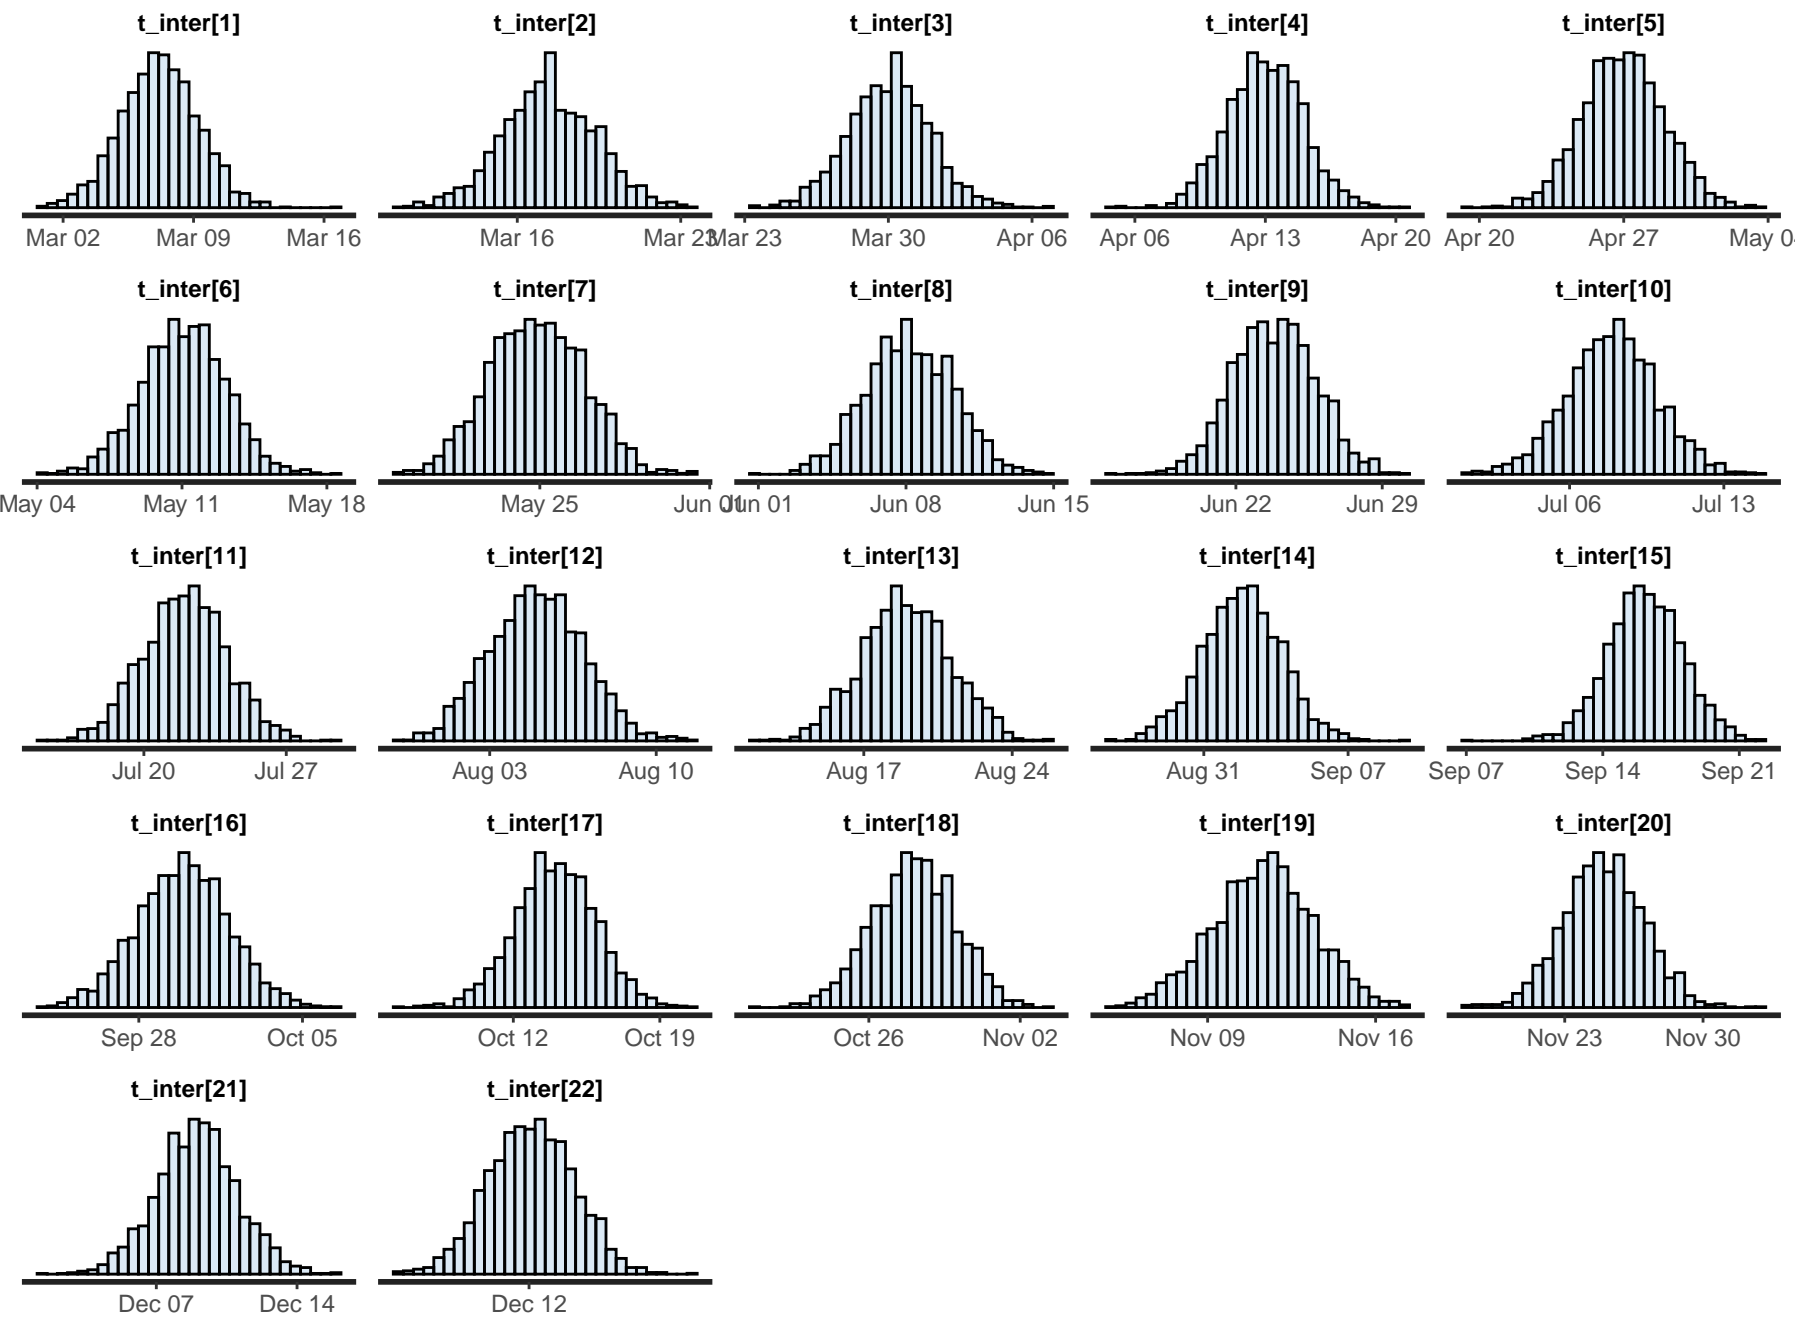 t_inter[1] t_inter[2] t_inter[3] t_inter[4] t_inter[5]
Mar 02 Mar 09 Mar 16 Mar 16 Mar 23 Mar 23 Mar 30 Apr 06 Apr 06 Apr 13 Apr 20 Apr 20 Apr 27 May 04
t_inter[6] t_inter[7] t_inter[8] t_inter[9] t_inter[10]
May 04 May 11 May 18 May 25 Jun 01 Jun 01 Jun 08 Jun 15 Jun 22 Jun 29 Jul 06 Jul 13
t_inter[11] t_inter[12] t_inter[13] t_inter[14] t_inter[15]
Jul 20 Jul 27 Aug 03 Aug 10 Aug 17 Aug 24 Aug 31 Sep 07 Sep 07 Sep 14 Sep 21
t_inter[16] t_inter[17] t_inter[18] t_inter[19] t_inter[20]
Sep 28 Oct 05 Oct 12 Oct 19 Oct 26 Nov 02 Nov 09 Nov 16 Nov 23 Nov 30
t_inter[21] t_inter[22]
Dec 07 Dec 14 Dec 12